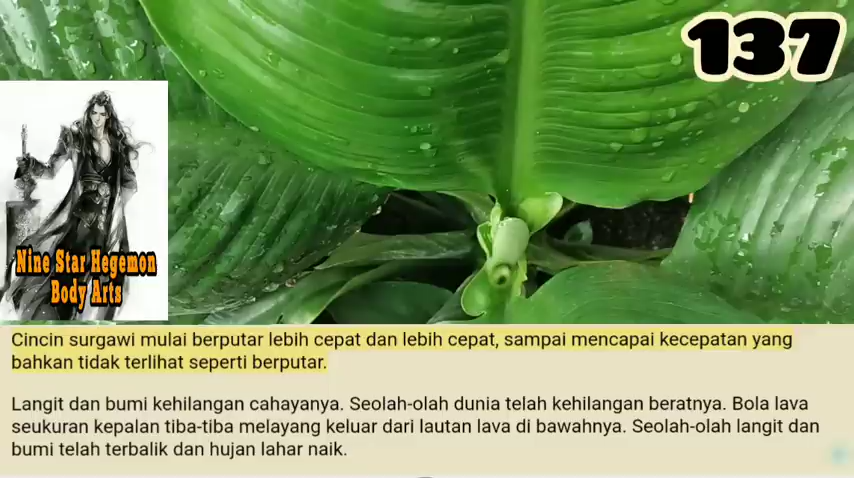 137
Nine Star Hegemon
Body Arts
Cincin surgawi mulai berputar lebih cepat dan lebih cepat, sampai mencapai kecepatan yang
bahkan tidak terlihat seperti berputar.
Langit dan bumi kehilangan cahayanya. Seolah-olah dunia telah kehilangan beratnya. Bola lava
seukuran kepalan tiba-tiba melayang keluar dari lautan lava di bawahnya. Seolah-olah langit dan
bumi telah terbalik dan hujan lahar naik.